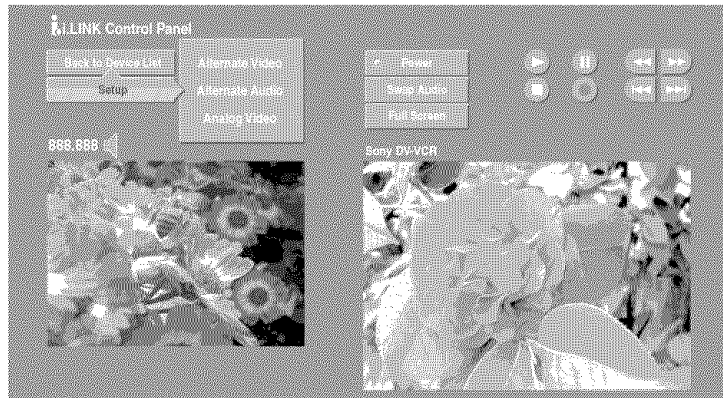 i.LINK Control Panel
Back to Device List
Setup
Alternate Video
Alternate Audio
Analog Video
Power
Swap Audio
Full Screen
888.888
Sony DV-VCR